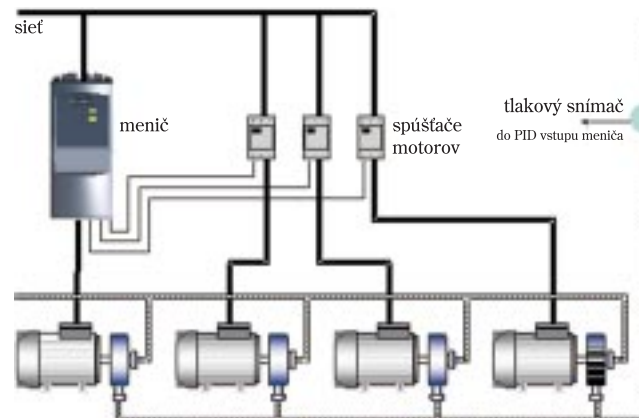 sieť
menič
spúšťače
motorov
tlakový snímač
do PID vstupu meniča